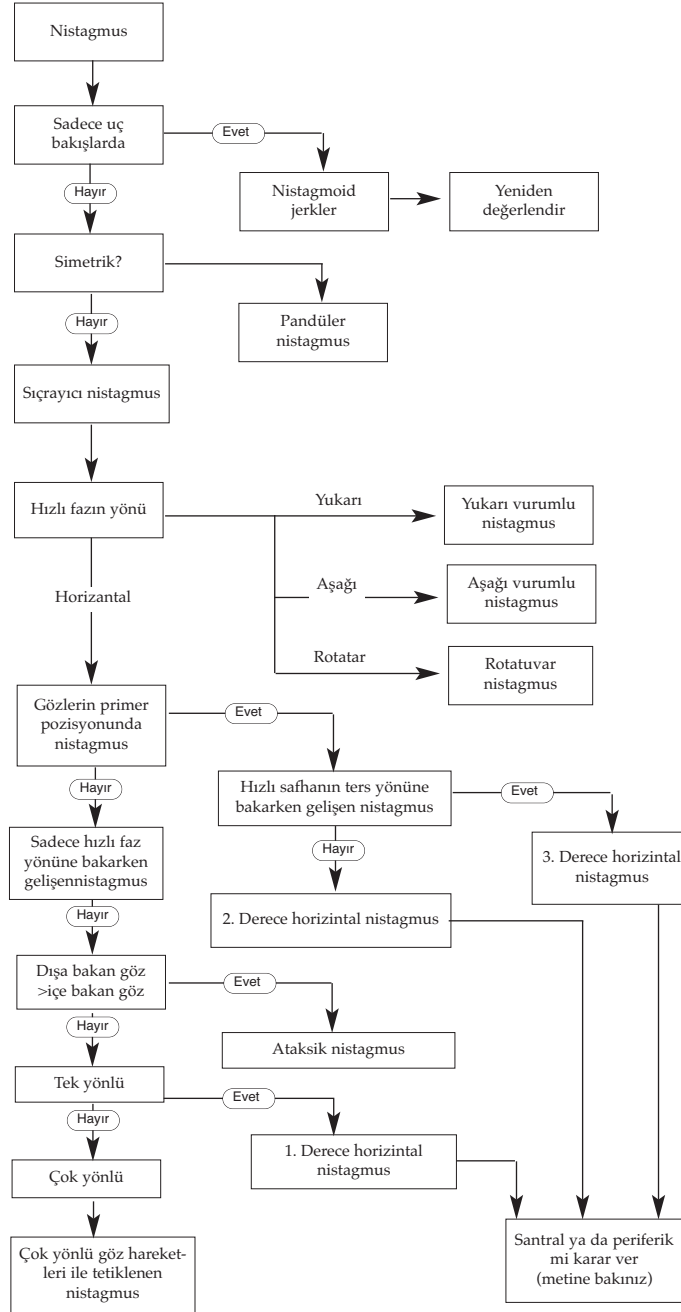 Nistagmus
Sadece uç
bakışlarda
Evet
Hayır
Nistagmoid
jerkler
Yeniden
değerlendir
Simetrik?
Hayır
Pandüler
nistagmus
Sıçrayıcı nistagmus
Hızlı fazın yönü
Yukarı
Yukarı vurumlu
nistagmus
Aşağı
Aşağı vurumlu
nistagmus
Horizantal
Rotatar
Rotatuvar
nistagmus
Gözlerin primer
pozisyonunda
nistagmus
Evet
Hayır
Hızlı safhanın ters yönüne
bakarken gelişen nistagmus
Evet
Hayır
Sadece hızlı faz
yönüne bakarken
gelişennistagmus
3. Derece horizintal
nistagmus
Hayır
2. Derece horizintal nistagmus
Dışa bakan göz
>içe bakan göz
Evet
Hayır
Ataksik nistagmus
Tek yönlü
Evet
Hayır
1. Derece horizintal
nistagmus
Çok yönlü
Çok yönlü göz hareket-
leri ile tetiklenen
nistagmus
Santral ya da periferik
mi karar ver
(metine bakınız)